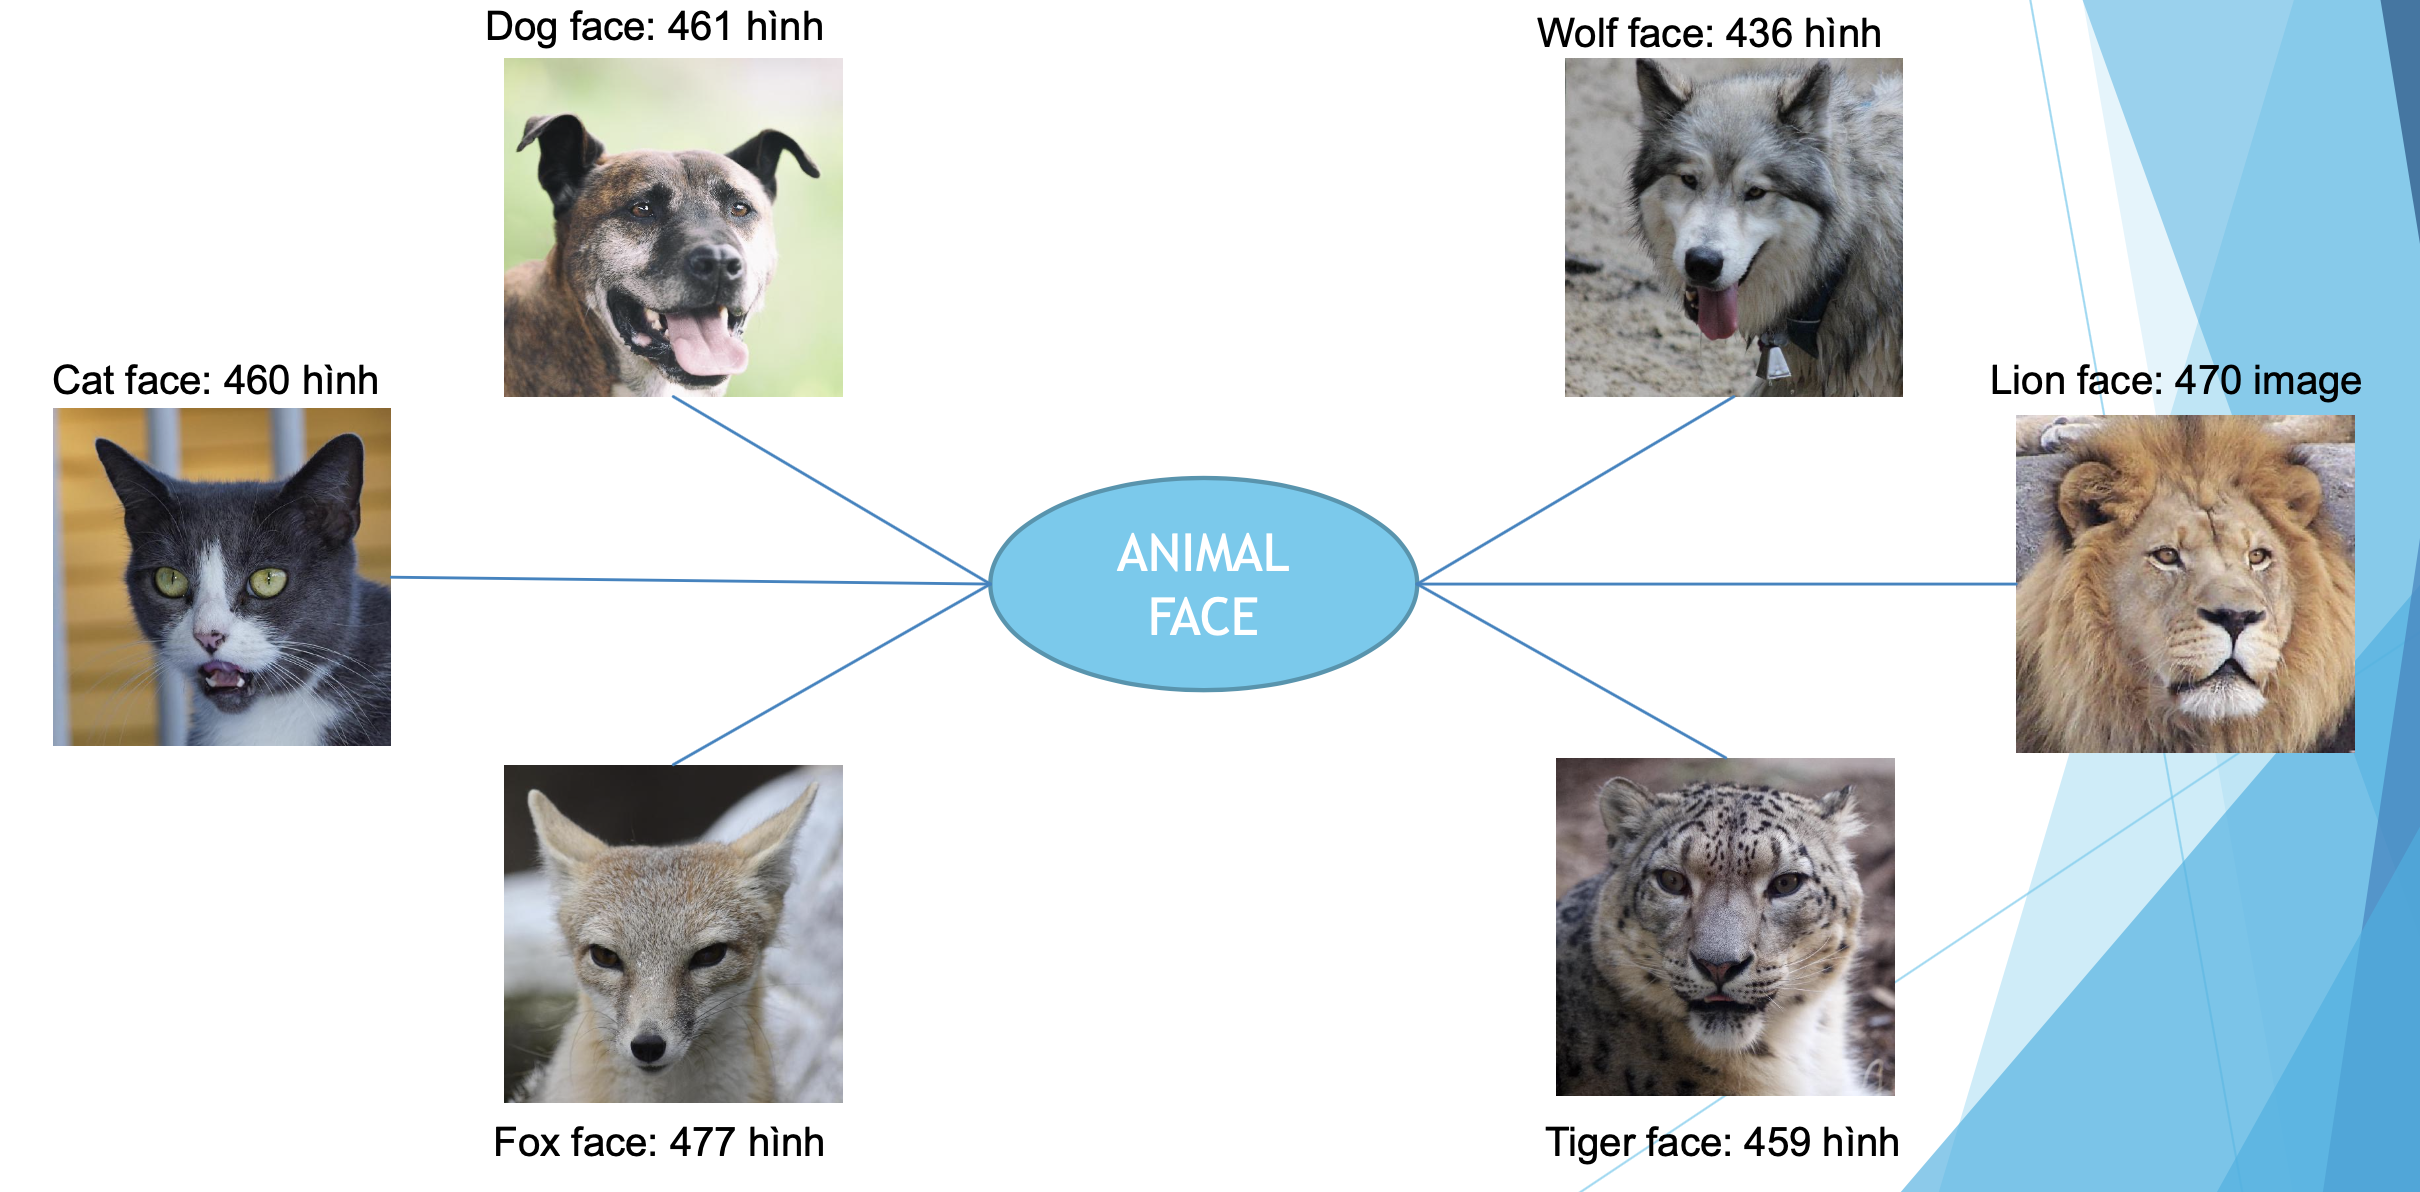 Dog face: 461 hình
Wolf face: 436 hình
Cat face: 460 hình
Lion face: 470 image
ANIMAL
FACE
Fox face: 477 hình
Tiger face: 459 hình